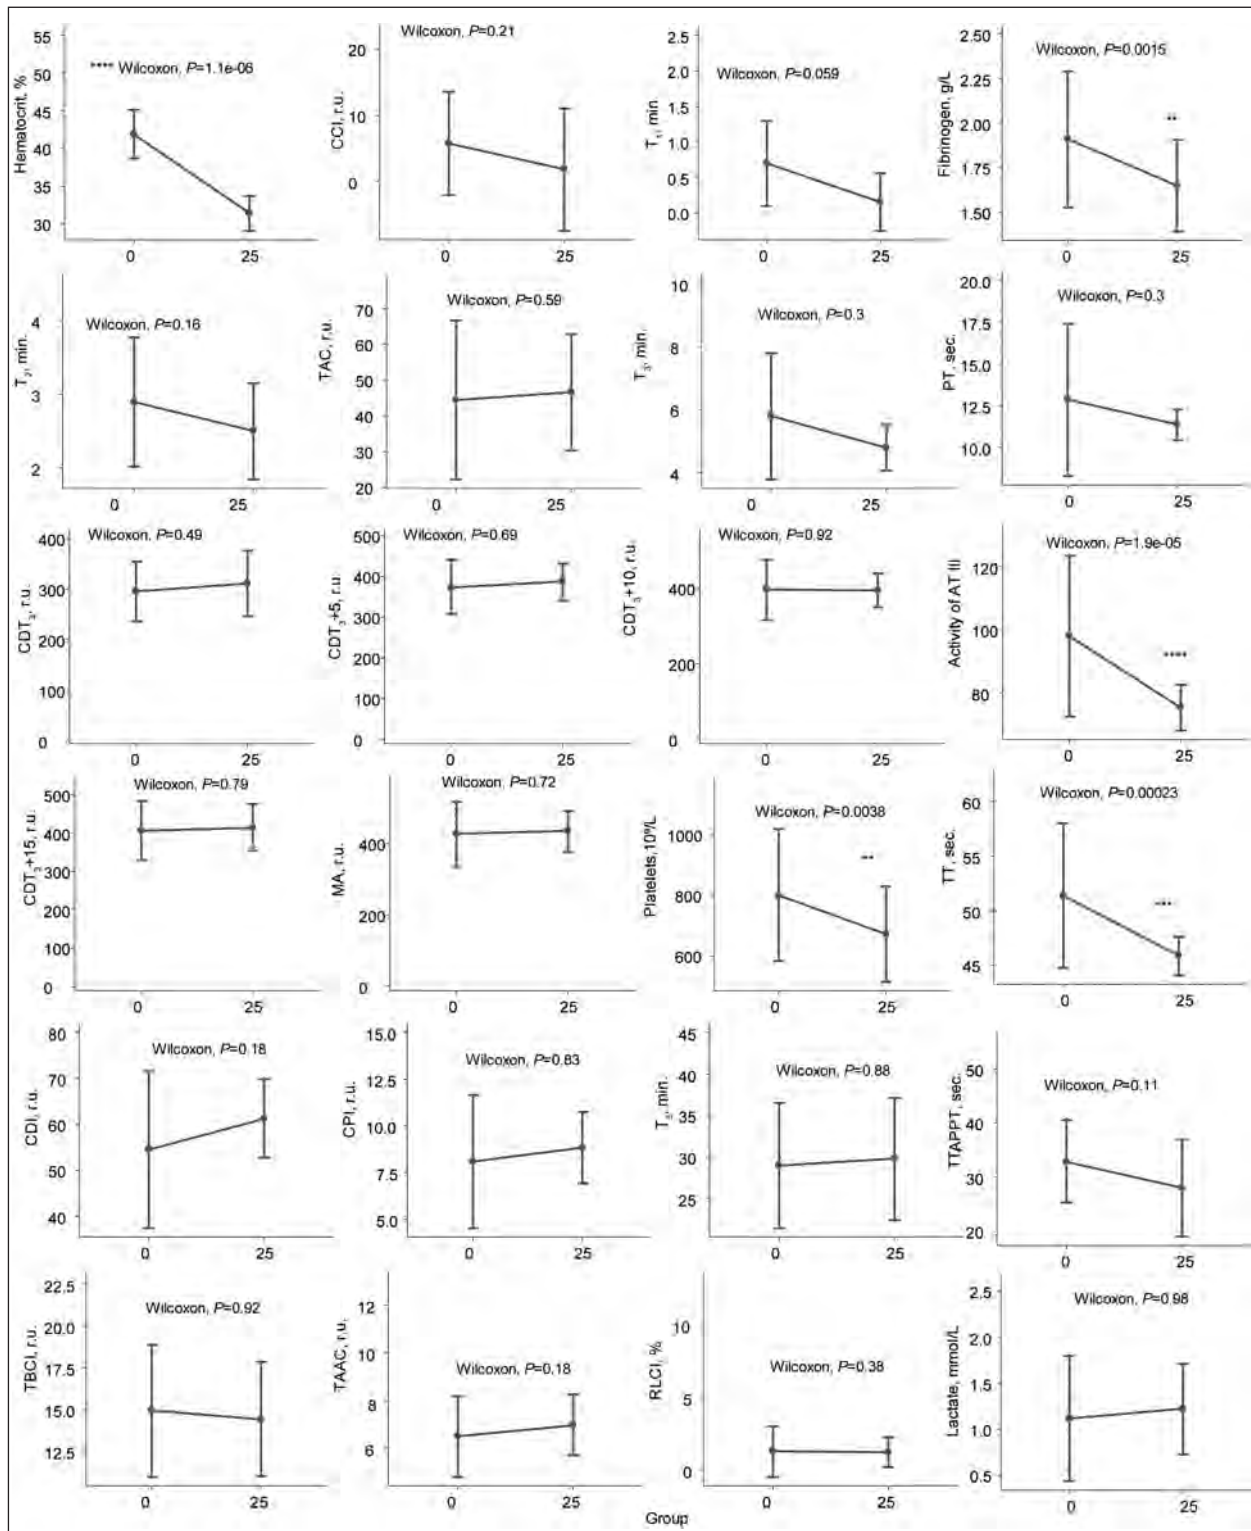 Hematocrit, %
55
50
45
40
35
30
**** Wilcoxon, P=1.1e-06
0 25
CCI, r.u.
20
10
0
Wilcoxon, P=0.21
0 25
T₁, min.
2.5
2.0
1.5
1.0
0.5
0.0
Wilcoxon, P=0.059
0 25
Fibrinogen, g/L
2.25
2.00
1.75
1.50
Wilcoxon, P=0.0015
**
0 25
T₂, min.
4
3
2
Wilcoxon, P=0.16
0 25
TAC, r.u.
70
60
50
40
30
20
Wilcoxon, P=0.59
0 25
T₃, min.
10
8
6
4
Wilcoxon, P=0.3
0 25
PT, sec.
20.0
17.5
15.0
12.5
10.0
Wilcoxon, P=0.3
0 25
CDT₃, r.u.
400
300
200
100
0
Wilcoxon, P=0.49
0 25
CDT₃+5, r.u.
500
400
300
200
100
0
Wilcoxon, P=0.69
0 25
CDT₃+10, r.u.
400
200
0
Wilcoxon, P=0.92
0 25
Activity of AT III
120
100
80
Wilcoxon, P=1.9e-05
****
0 25
CDT₃+15, r.u.
500
400
300
200
100
0
Wilcoxon, P=0.79
0 25
MA, r.u.
400
200
0
Wilcoxon, P=0.72
0 25
Platelets, 10⁹/L
1000
800
600
Wilcoxon, P=0.0038
0 25
TT, sec.
60
55
50
45
Wilcoxon, P=0.00023
0 25
CDI, r.u.
80
70
60
50
40
Wilcoxon, P=0.18
0 25
CPI, r.u.
15.0
12.5
10.0
7.5
5.0
Wilcoxon, P=0.83
0 25
min.
45
40
35
30
25
Wilcoxon, P=0.88
0 25
TTAPPT, sec.
50
40
30
20
Wilcoxon, P=0.11
0 25
TBCI, r.u.
22.5
20.0
17.5
15.0
12.5
Wilcoxon, P=0.92
0 25
TAAC, r.u.
12
10
8
6
Wilcoxon, P=0.18
0 25
RLCI, %
10
5
0
Wilcoxon, P=0.38
0 25
Lactate, mmol/L
2.5
2.0
1.5
1.0
0.5
Wilcoxon, P=0.98
0 25
Group